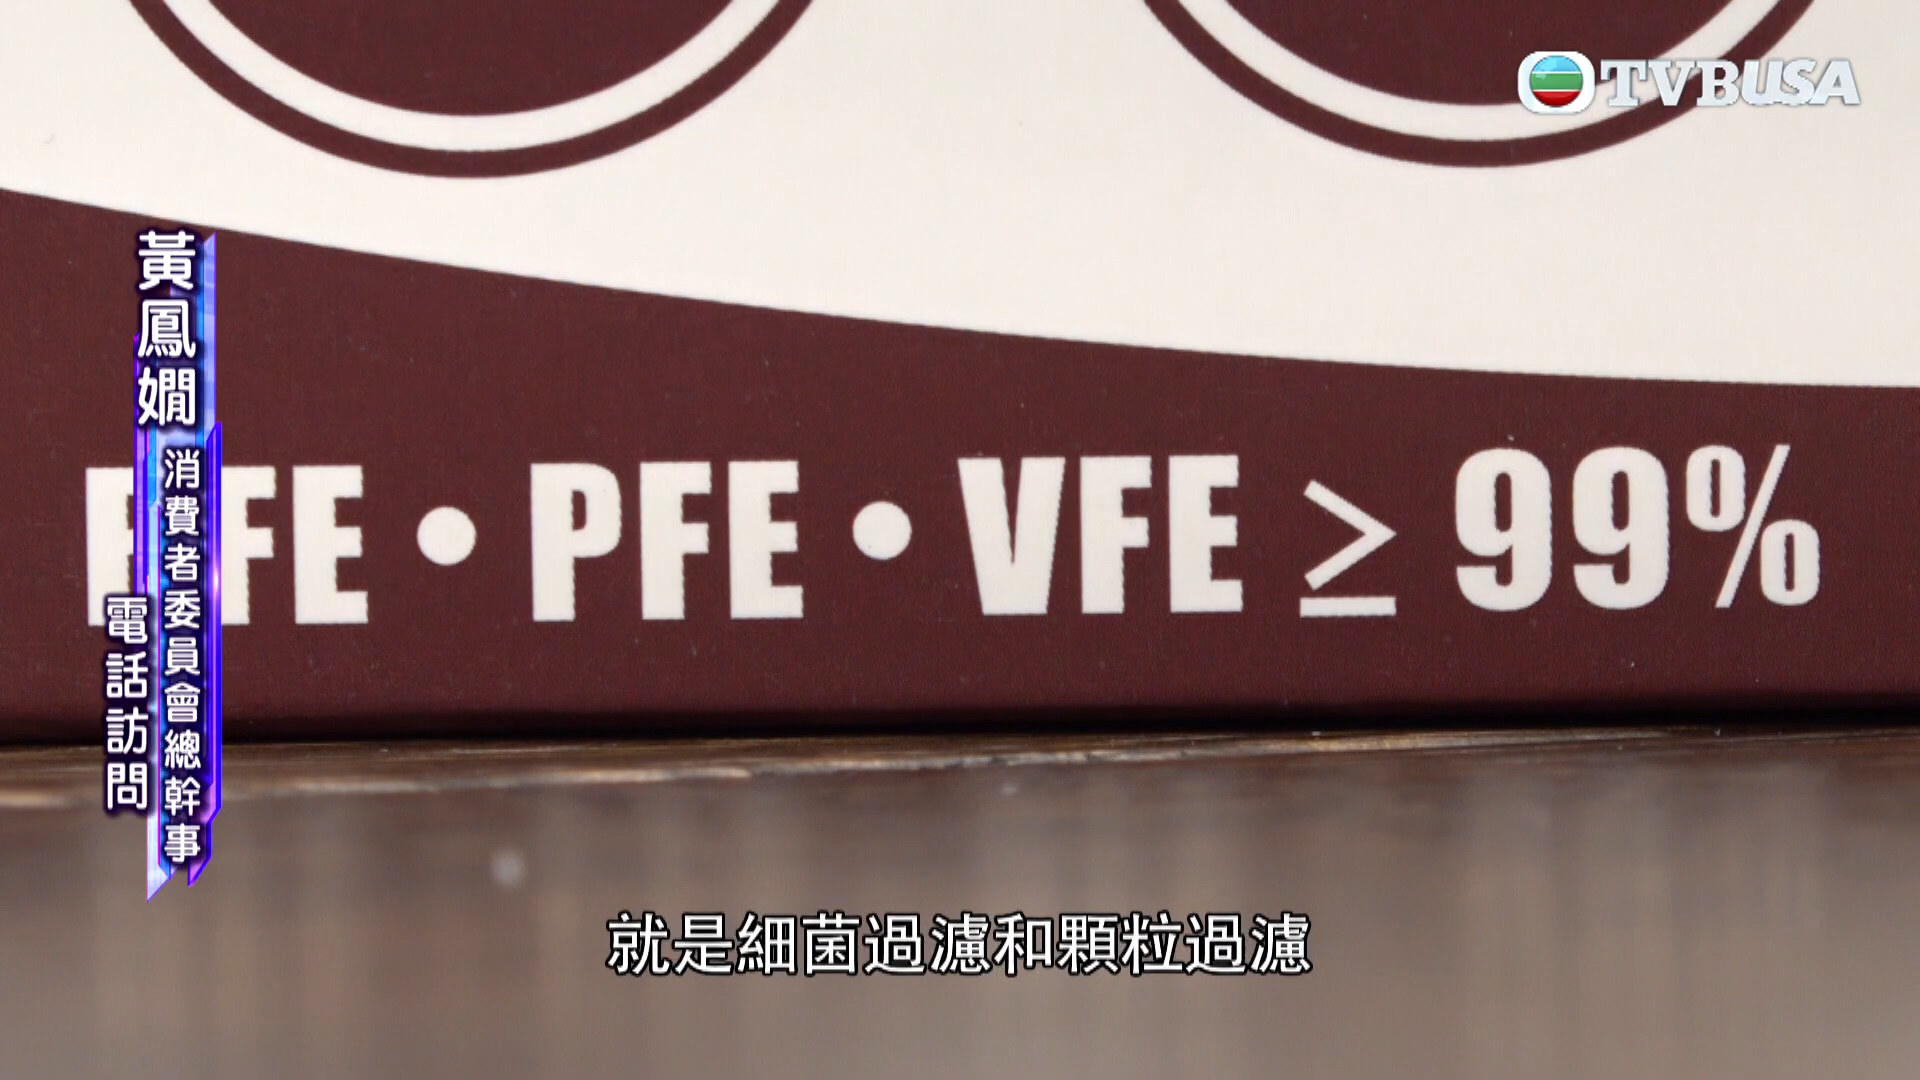 TVBUSA
黃鳳嫺
消費者委員會總幹事
電話訪問
FE • PFE • VFE ≥ 99%
就是細菌過濾和顆粒過濾